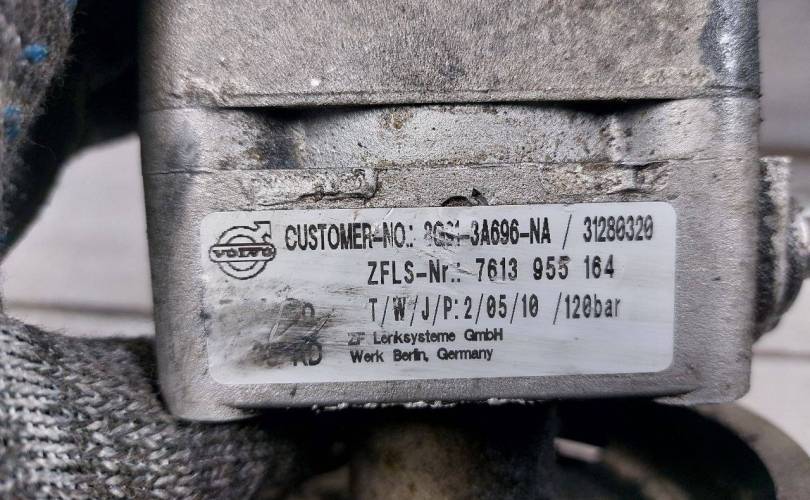 VOLVO
CUSTOMER-NO.: 3A696-NA / 31280320
ZFLS-Nr.: 7613 955 164
T/W/J/P: 2/05/10 /120bar
ZF Lenksysteme GmbH
Werk Berlin, Germany